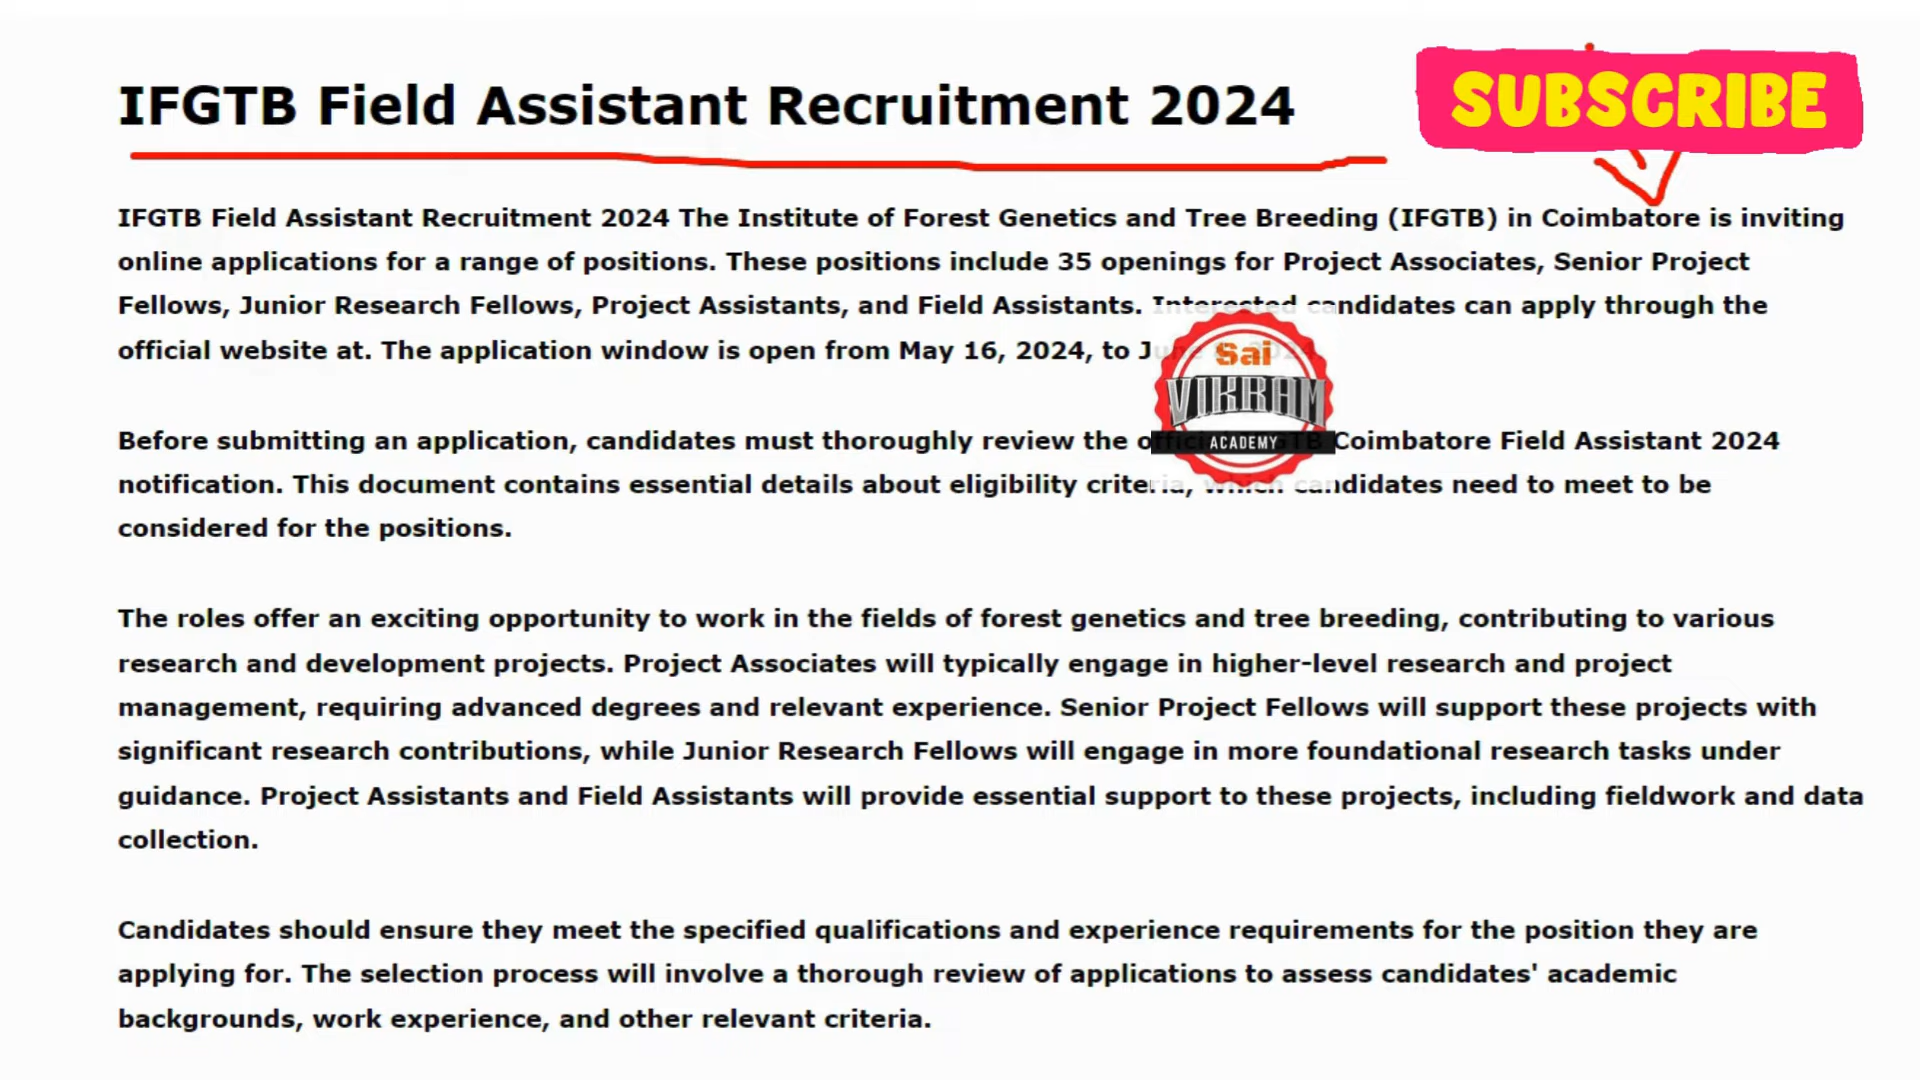 IFGTB Field Assistant Recruitment 2024
SUBSCRIBE
IFGTB Field Assistant Recruitment 2024 The Institute of Forest Genetics and Tree Breeding (IFGTB) in Coimbatore is inviting
online applications for a range of positions. These positions include 35 openings for Project Associates, Senior Project
Fellows, Junior Research Fellows, Project Assistants, and Field Assistants. Interested candidates can apply through the
official website at. The application window is open from May 16, 2024, to
Sai
VIKRAM
ACADEMY
Before submitting an application, candidates must thoroughly review the official IFGTB Coimbatore Field Assistant 2024
notification. This document contains essential details about eligibility criteria, which candidates need to meet to be
considered for the positions.
The roles offer an exciting opportunity to work in the fields of forest genetics and tree breeding, contributing to various
research and development projects. Project Associates will typically engage in higher-level research and project
management, requiring advanced degrees and relevant experience. Senior Project Fellows will support these projects with
significant research contributions, while Junior Research Fellows will engage in more foundational research tasks under
guidance. Project Assistants and Field Assistants will provide essential support to these projects, including fieldwork and data
collection.
Candidates should ensure they meet the specified qualifications and experience requirements for the position they are
applying for. The selection process will involve a thorough review of applications to assess candidates' academic
backgrounds, work experience, and other relevant criteria.